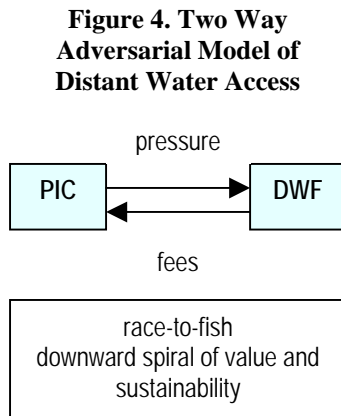 Figure 4. Two Way
Adversarial Model of
Distant Water Access
pressure
PIC
DWF
fees
race-to-fish
downward spiral of value and
sustainability